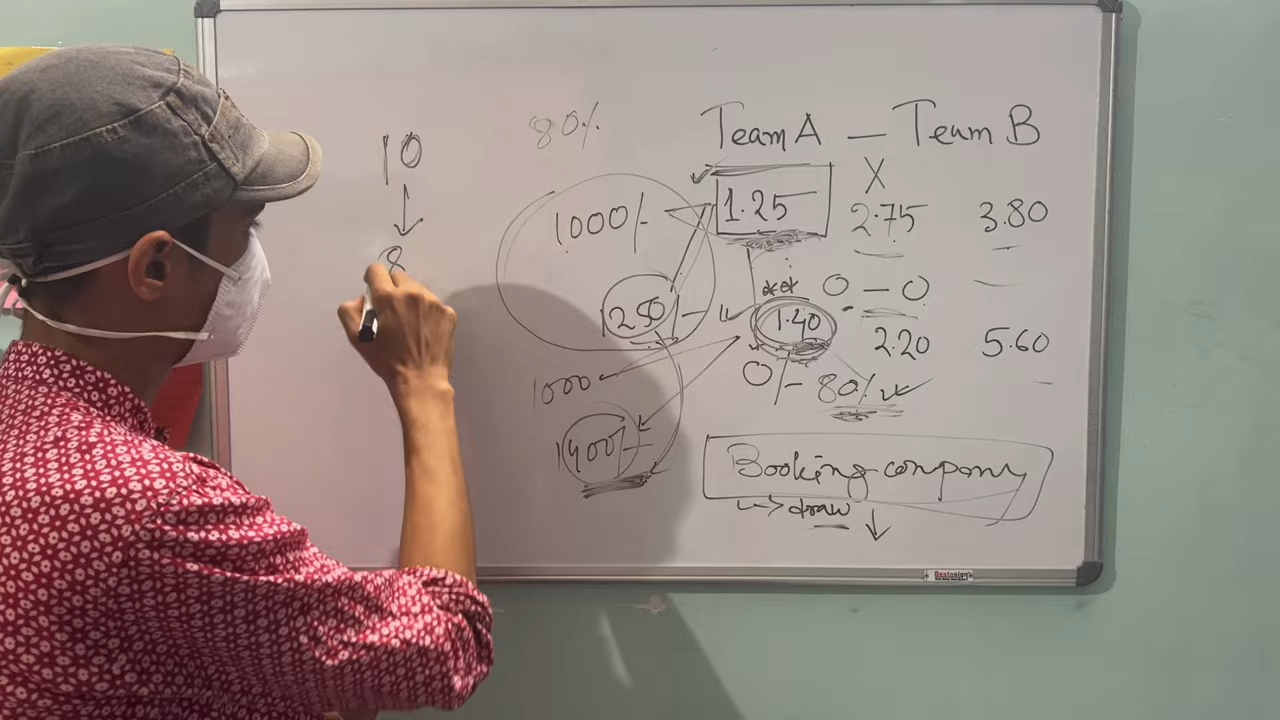 10
8
80%
Team A — Team B
X
1000/-
1.25
2.75
3.80
** 0 — 0
1250/-
1.40
2.20
5.60
1000
0/- 80%
1400/-
Booking company
draw